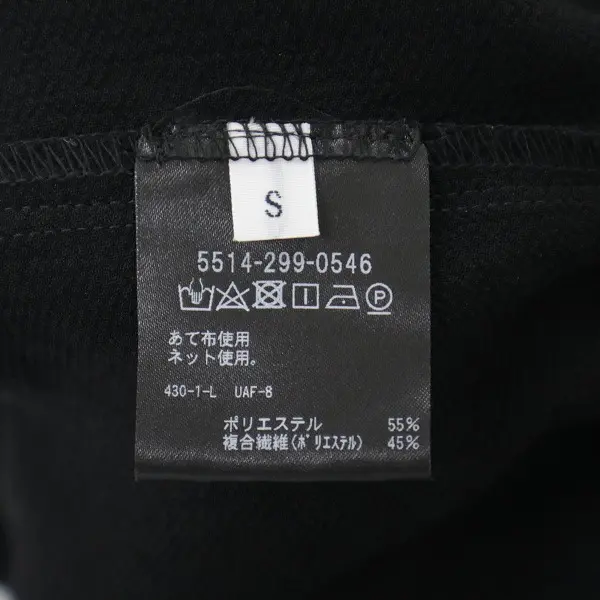 S
5514-299-0546
あて布使用
ネット使用。
430-1-L UAF-8
ポリエステル 55%
複合繊維(ポリエステル) 45%